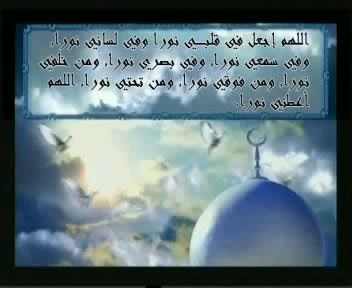 اللهم إجعل في قلبي نورا وفي لساني نورا،
وفي سمعي نورا، وفي بصري نورا، ومن خلفي
نورا، ومن فوقي نورا، ومن تحتي نورا، اللهم
أعطني نورا.